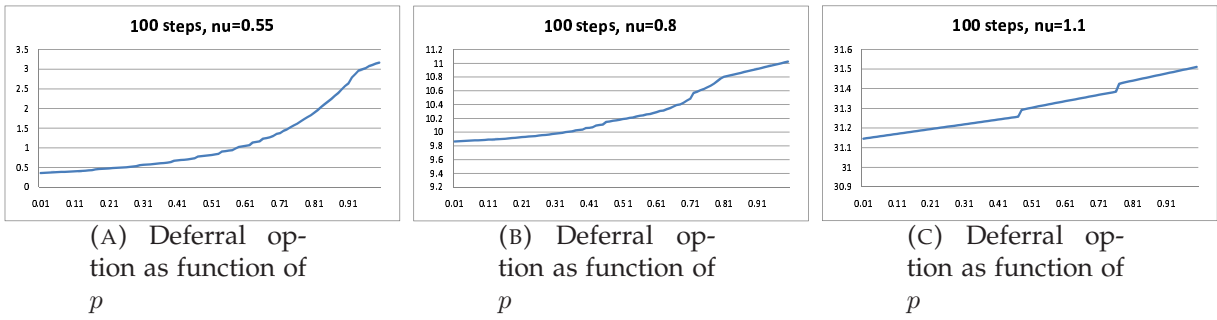 100 steps, nu=0.55
3.5
3
2.5
2
1.5
1
0.5
0
0.01 0.11 0.21 0.31 0.41 0.51 0.61 0.71 0.81 0.91
(A) Deferral op-
tion as function of
p
100 steps, nu=0.8
11.2
11
10.8
10.6
10.4
10.2
10
9.8
9.6
9.4
9.2
0.01 0.11 0.21 0.31 0.41 0.51 0.61 0.71 0.81 0.91
(B) Deferral op-
tion as function of
p
100 steps, nu=1.1
31.6
31.5
31.4
31.3
31.2
31.1
31
30.9
0.01 0.11 0.21 0.31 0.41 0.51 0.61 0.71 0.81 0.91
(C) Deferral op-
tion as function of
p